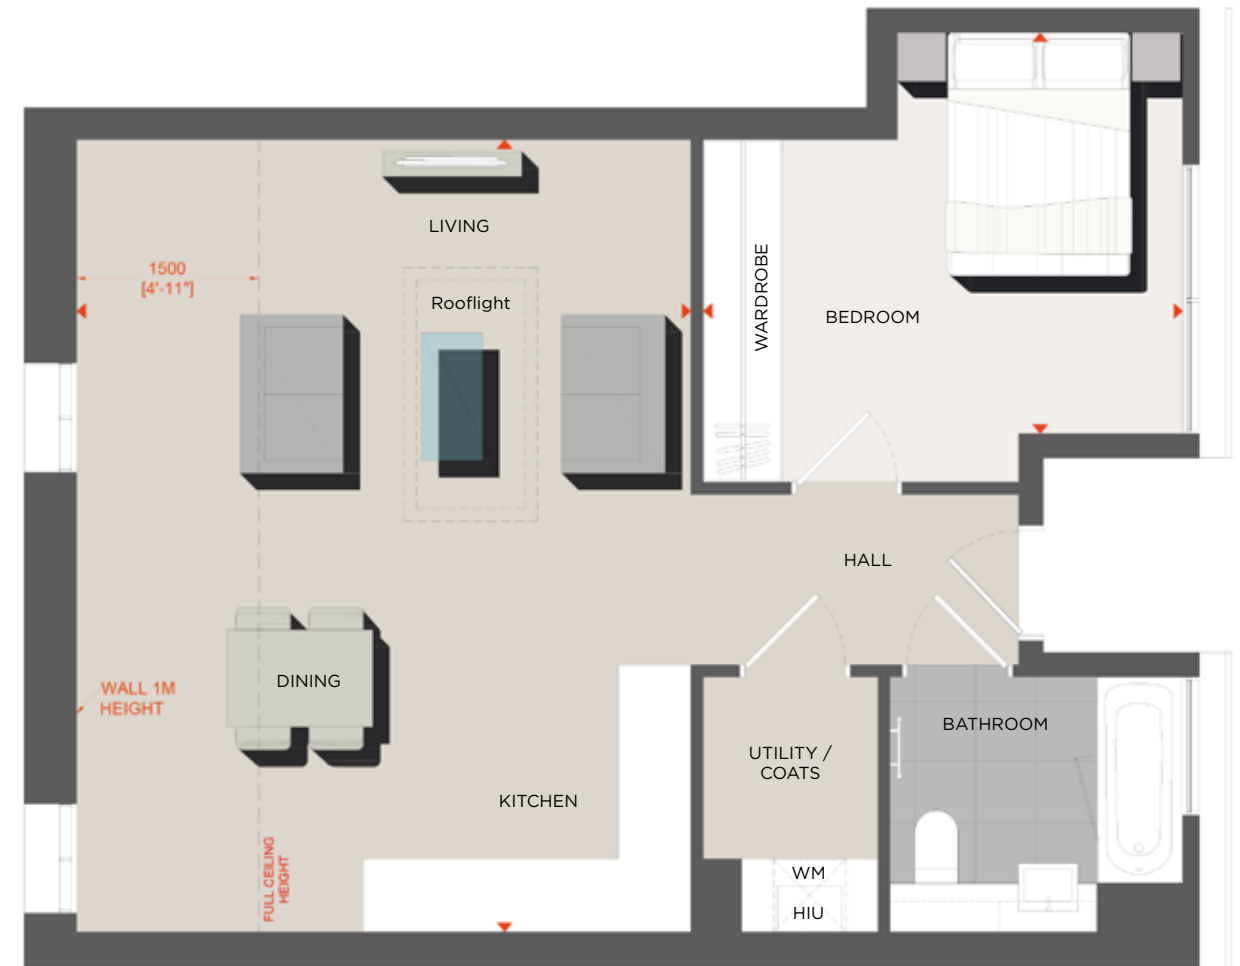 LIVING
1500
[4'-11"]
Rooflight
WARDROBE
BEDROOM
HALL
DINING
WALL 1M
HEIGHT
BATHROOM
UTILITY /
COATS
KITCHEN
FULL CEILING
HEIGHT
WM
HIU